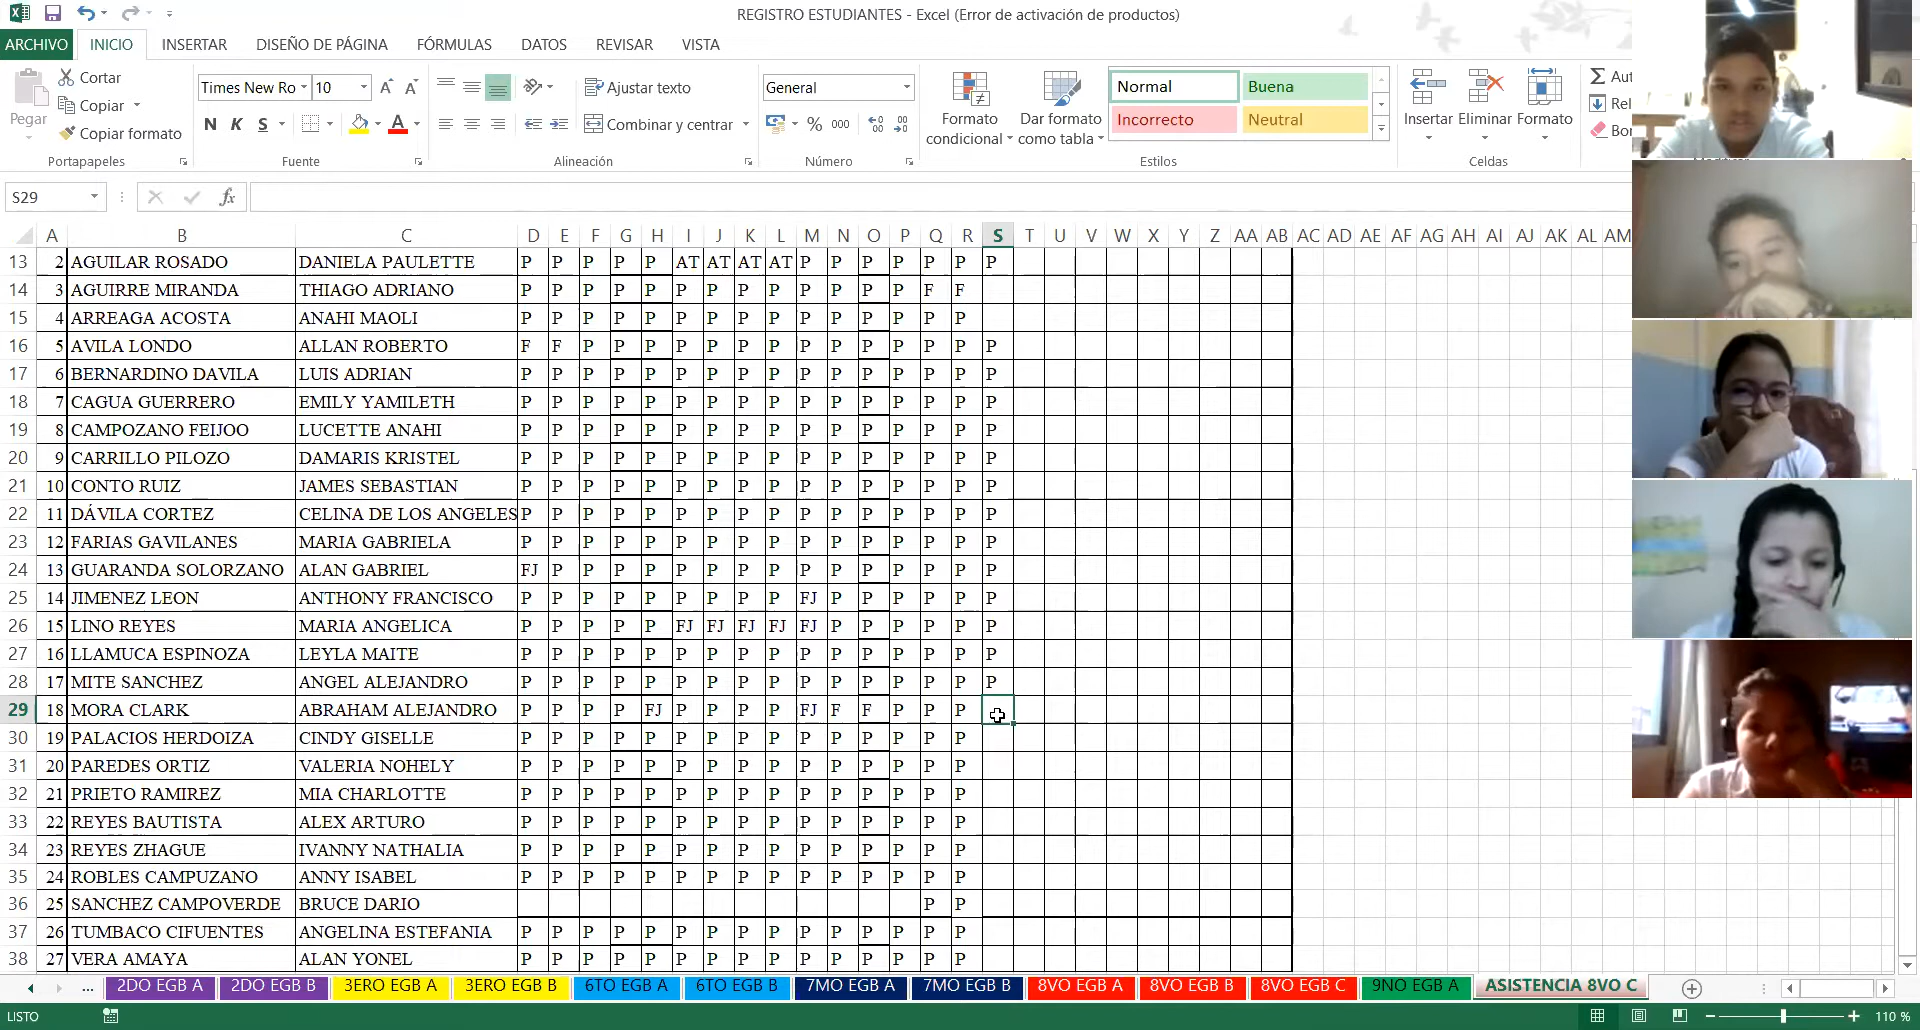 REGISTRO ESTUDIANTES - Excel (Error de activación de productos)
ARCHIVO INICIO INSERTAR DISEÑO DE PÁGINA FÓRMULAS DATOS REVISAR VISTA
Pegar Cortar Copiar Copiar formato Portapapeles
Times New Ro 10 A A N K S A Fuente
Ajustar texto Combinar y centrar Alineación
General % 000 Número
Formato condicional Dar formato como tabla Normal Buena Incorrecto Neutral Estilos
Insertar Eliminar Formato Celdas
Σ Aut
Rel
Bor
S29 fx
A B C D E F G H I J K L M N O P Q R S T U V W X Y Z AA AB AC AD AE AF AG AH AI AJ AK AL AM
13 2 AGUILAR ROSADO DANIELA PAULETTE P P P P P AT AT AT AT P P P P P P P
14 3 AGUIRRE MIRANDA THIAGO ADRIANO P P P P P P P P P P P P P F F
15 4 ARREAGA ACOSTA ANAHI MAOLI P P P P P P P P P P P P P P P
16 5 AVILA LONDO ALLAN ROBERTO F F P P P P P P P P P P P P P P
17 6 BERNARDINO DAVILA LUIS ADRIAN P P P P P P P P P P P P P P P P
18 7 CAGUA GUERRERO EMILY YAMILETH P P P P P P P P P P P P P P P P
19 8 CAMPOZANO FEIJOO LUCETTE ANAHI P P P P P P P P P P P P P P P P
20 9 CARRILLO PILOZO DAMARIS KRISTEL P P P P P P P P P P P P P P P P
21 10 CONTO RUIZ JAMES SEBASTIAN P P P P P P P P P P P P P P P P
22 11 DÁVILA CORTEZ CELINA DE LOS ANGELES P P P P P P P P P P P P P P P P
23 12 FARIAS GAVILANES MARIA GABRIELA P P P P P P P P P P P P P P P P
24 13 GUARANDA SOLORZANO ALAN GABRIEL FJ P P P P P P P P P P P P P P P
25 14 JIMENEZ LEON ANTHONY FRANCISCO P P P P P P P P P FJ P P P P P P
26 15 LINO REYES MARIA ANGELICA P P P P P FJ FJ FJ FJ FJ P P P P P P
27 16 LLAMUCA ESPINOZA LEYLA MAITE P P P P P P P P P P P P P P P P
28 17 MITE SANCHEZ ANGEL ALEJANDRO P P P P P P P P P P P P P P P P
29 18 MORA CLARK ABRAHAM ALEJANDRO P P P P FJ P P P P FJ F F P P P
30 19 PALACIOS HERDOIZA CINDY GISELLE P P P P P P P P P P P P P P P
31 20 PAREDES ORTIZ VALERIA NOHELY P P P P P P P P P P P P P P P
32 21 PRIETO RAMIREZ MIA CHARLOTTE P P P P P P P P P P P P P P P
33 22 REYES BAUTISTA ALEX ARTURO P P P P P P P P P P P P P P P
34 23 REYES ZHAGUE IVANNY NATHALIA P P P P P P P P P P P P P P P
35 24 ROBLES CAMPUZANO ANNY ISABEL P P P P P P P P P P P P P P P
36 25 SANCHEZ CAMPOVERDE BRUCE DARIO P P
37 26 TUMBACO CIFUENTES ANGELINA ESTEFANIA P P P P P P P P P P P P P P P
38 27 VERA AMAYA ALAN YONEL P P P P P P P P P P P P P P P
... 2DO EGB A 2DO EGB B 3ERO EGB A 3ERO EGB B 6TO EGB A 6TO EGB B 7MO EGB A 7MO EGB B 8VO EGB A 8VO EGB B 8VO EGB C 9NO EGB A ASISTENCIA 8VO C
LISTO 110 %